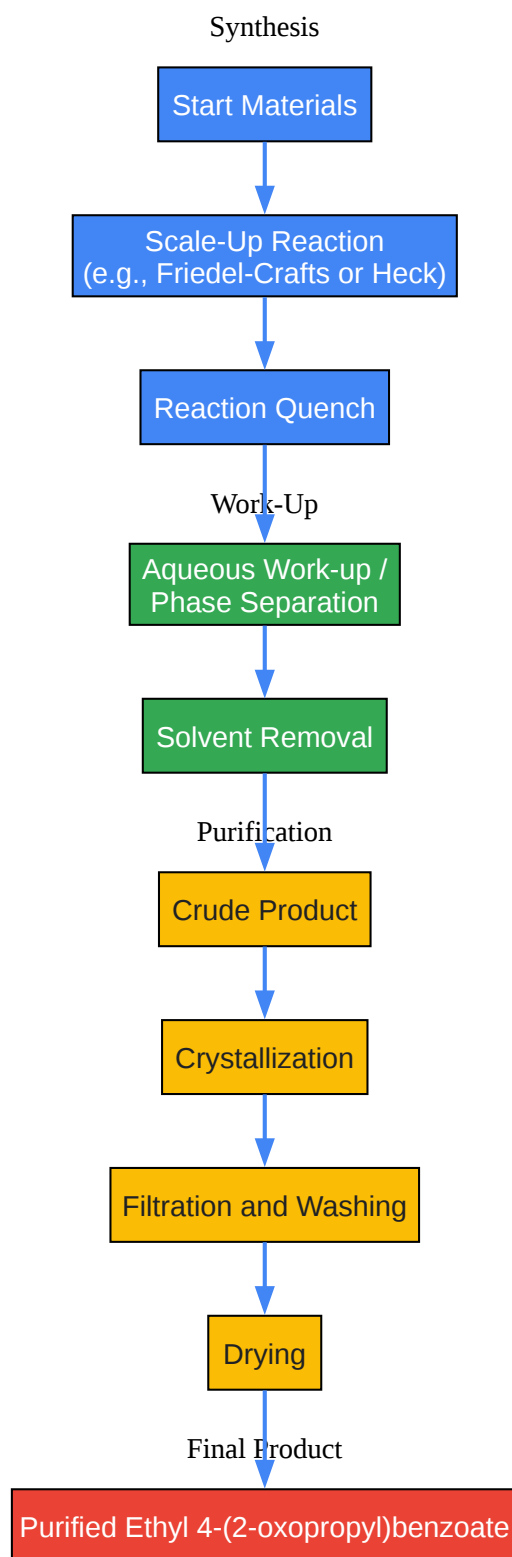 Synthesis
Start Materials
Scale-Up Reaction
(e.g., Friedel-Crafts or Heck)
Reaction Quench
Work-Up
Aqueous Work-up /
Phase Separation
Solvent Removal
Purification
Crude Product
Crystallization
Filtration and Washing
Drying
Final Product
Purified Ethyl 4-(2-oxopropyl)benzoate